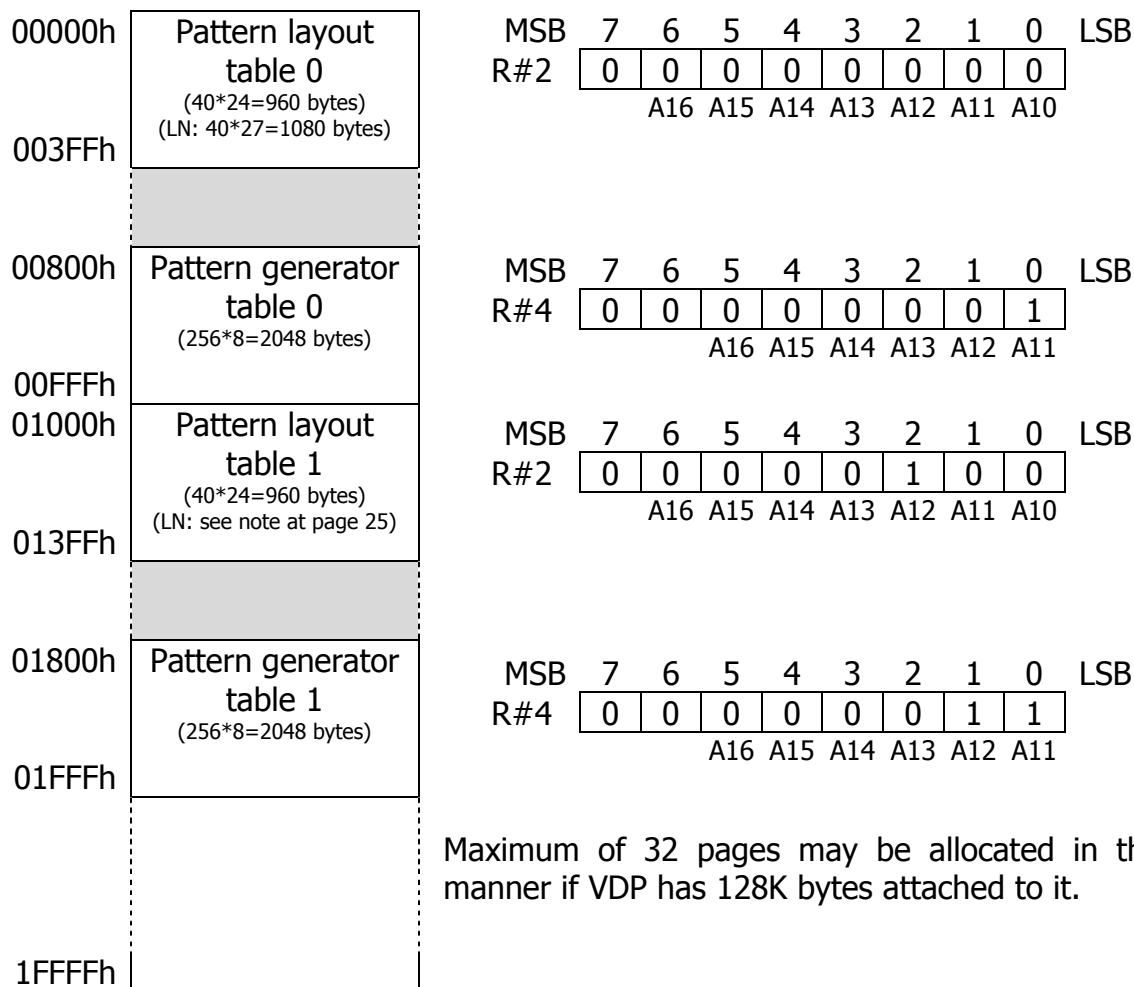 00000h Pattern layout MSB 7 6 5 4 3 2 1 0 LSB
table 0 R#2 0 0 0 0 0 0 0 0
(40*24=960 bytes) A16 A15 A14 A13 A12 A11 A10
(LN: 40*27=1080 bytes)
003FFh
00800h Pattern generator MSB 7 6 5 4 3 2 1 0 LSB
table 0 R#4 0 0 0 0 0 0 0 1
(256*8=2048 bytes) A16 A15 A14 A13 A12 A11
00FFFh
01000h Pattern layout MSB 7 6 5 4 3 2 1 0 LSB
table 1 R#2 0 0 0 0 0 1 0 0
(40*24=960 bytes) A16 A15 A14 A13 A12 A11 A10
(LN: see note at page 25)
013FFh
01800h Pattern generator MSB 7 6 5 4 3 2 1 0 LSB
table 1 R#4 0 0 0 0 0 0 1 1
(256*8=2048 bytes) A16 A15 A14 A13 A12 A11
01FFFh
Maximum of 32 pages may be allocated in
manner if VDP has 128K bytes attached to it.
1FFFFh